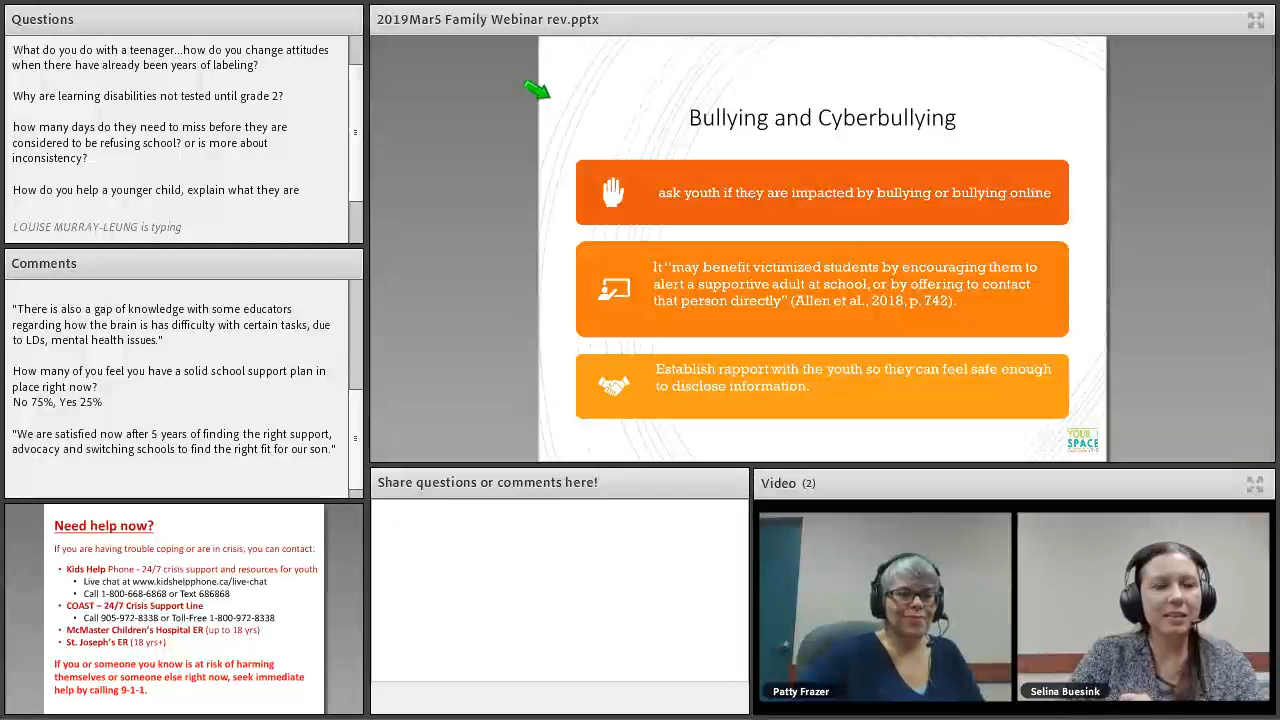 Questions
What do you do with a teenager...how do you change attitudes
when there have already been years of labeling?
Why are learning disabilities not tested until grade 2?
how many days do they need to miss before they are
considered to be refusing school? or is more about
inconsistency?
How do you help a younger child, explain what they are
LOUISE MURRAY-LEUNG is typing
Comments
"There is also a gap of knowledge with some educators
regarding how the brain is has difficulty with certain tasks, due
to LDs, mental health issues."
How many of you feel you have a solid school support plan in
place right now?
No 75%, Yes 25%
"We are satisfied now after 5 years of finding the right support,
advocacy and switching schools to find the right fit for our son."
Need help now?
If you are having trouble coping or are in crisis, you can contact:
• Kids Help Phone - 24/7 crisis support and resources for youth
• Live chat at www.kidshelpphone.ca/live-chat
• Call 1-800-668-6868 or Text 686868
• COAST – 24/7 Crisis Support Line
• Call 905-972-8338 or Toll-Free 1-800-972-8338
• McMaster Children's Hospital ER (up to 18 yrs)
• St. Joseph's ER (18 yrs+)
If you or someone you know is at risk of harming
themselves or someone else right now, seek immediate
help by calling 9-1-1.
2019Mar5 Family Webinar rev.pptx
Bullying and Cyberbullying
ask youth if they are impacted by bullying or bullying online
It "may benefit victimized students by encouraging them to
alert a supportive adult at school, or by offering to contact
that person directly" (Allen et al., 2018, p. 742).
Establish rapport with the youth so they can feel safe enough
to disclose information.
YOUR
SPACE
Share questions or comments here!
Video (2)
Patty Frazer
Selina Buesink